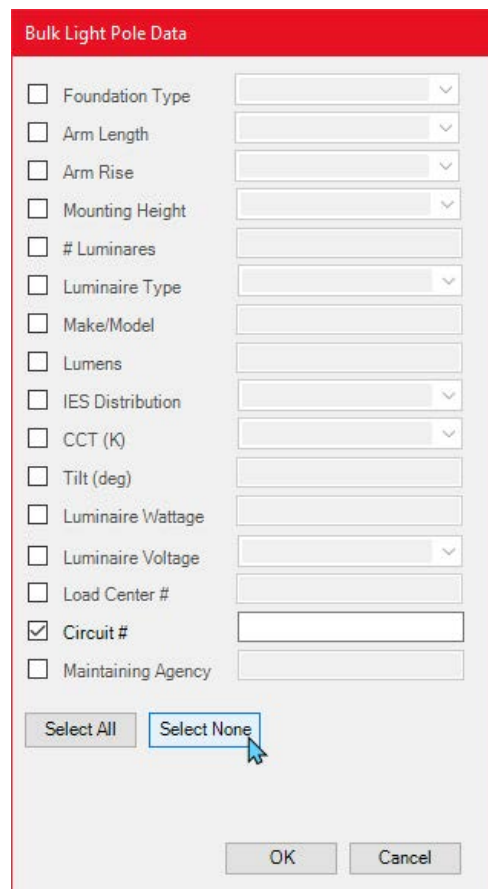 Bulk Light Pole Data
Foundation Type
Arm Length
Arm Rise
Mounting Height
# Luminares
Luminaire Type
Make/Model
Lumens
IES Distribution
CCT (K)
Tilt (deg)
Luminaire Wattage
Luminaire Voltage
Load Center #
Circuit #
Maintaining Agency
Select All Select None
OK Cancel